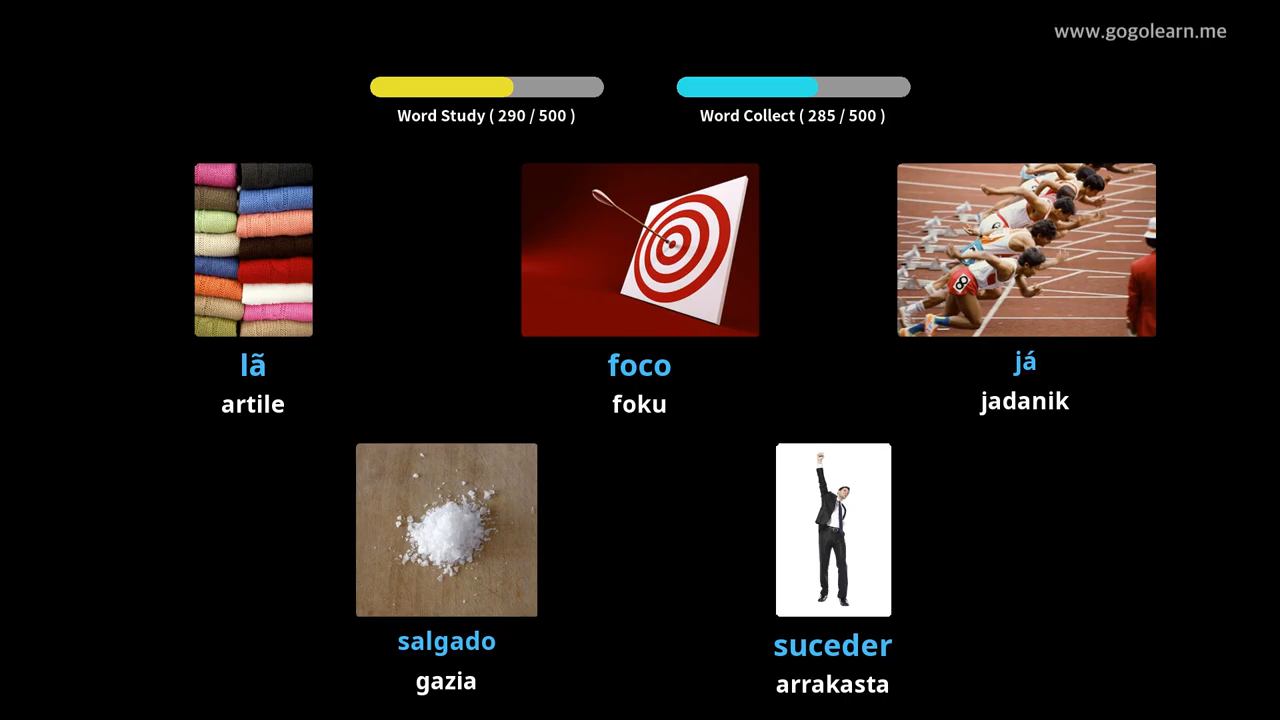 www.gogolearn.me
Word Study ( 290 / 500 )
Word Collect ( 285 / 500 )
lã
artile
foco
foku
já
jadanik
8
salgado
gazia
suceder
arrakasta